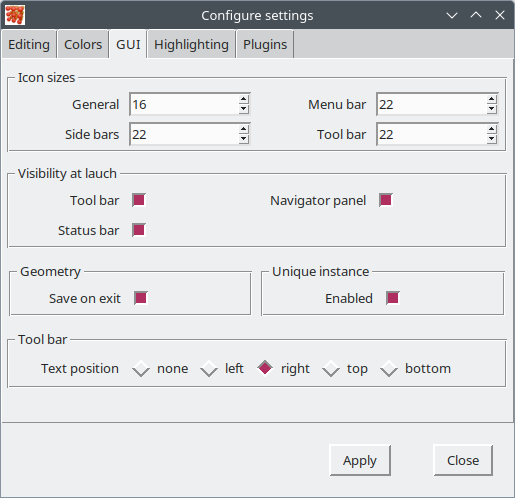 Configure settings
Editing Colors GUI Highlighting Plugins
Icon sizes
General 16 Menu bar 22
Side bars 22 Tool bar 22
Visibility at lauch
Tool bar Navigator panel
Status bar
Geometry Unique instance
Save on exit Enabled
Tool bar
Text position none left right top bottom
Apply Close